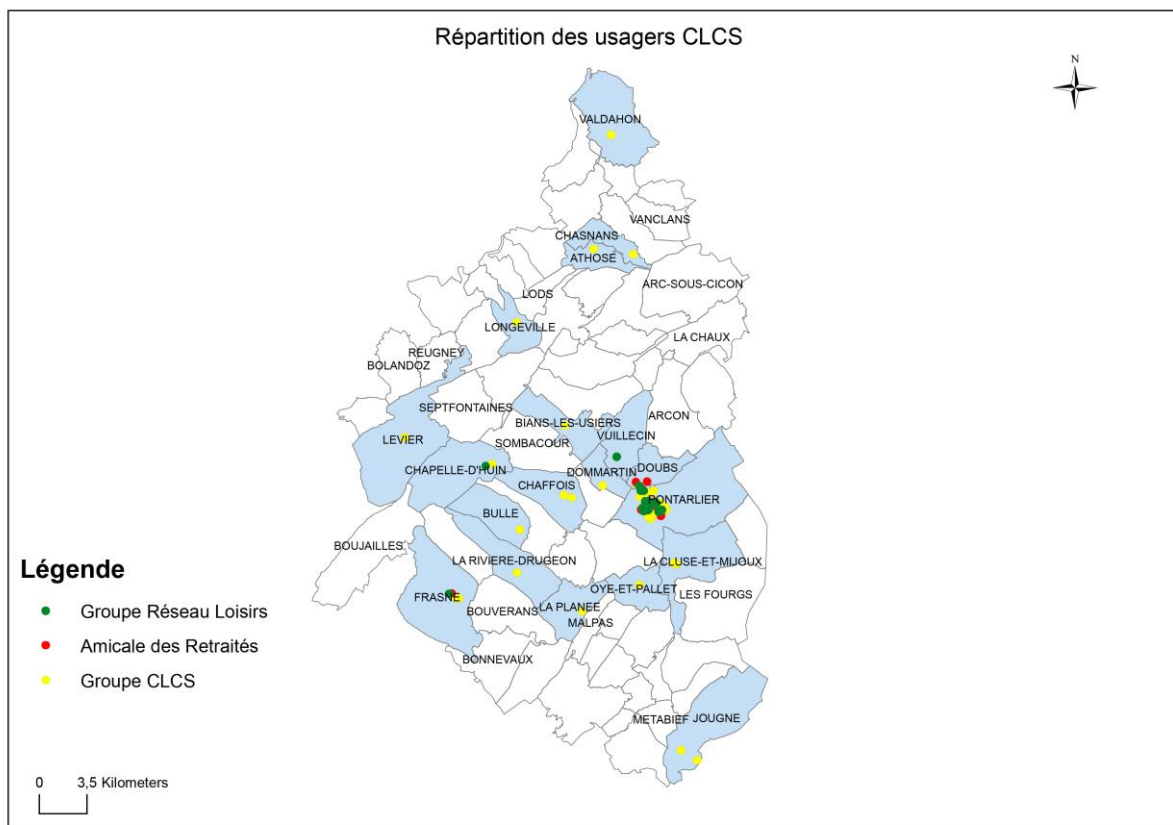 Répartition des usagers CLCS
N
VALDAHON
VANCLANS
CHASNANS
ATHOSE
ARC-SOUS-CICON
LODS
LONGEVILLE
LA CHAUX
REUGNEY
BOLANDOZ
SEPTFONTAINES
ARCON
BIANS-LES-USIERS
VUILLECIN
LEVIER
SOMBACOUR
CHAPELLE-D'HUIN
DOMMARTIN
DOUBS
CHAFFOIS
PONTARLIER
BULLE
BOUJAILLES
LA RIVIERE-DRUGEON
LA CLUSE-ET-MIJOUX
OYE-ET-PALLET
LES FOURGS
FRASNE
BOUVERANS
LA PLANEE
MALPAS
BONNEVAUX
METABIEF
JOUGNE
Légende
Groupe Réseau Loisirs
Amicale des Retraités
Groupe CLCS
0 3,5 Kilometers